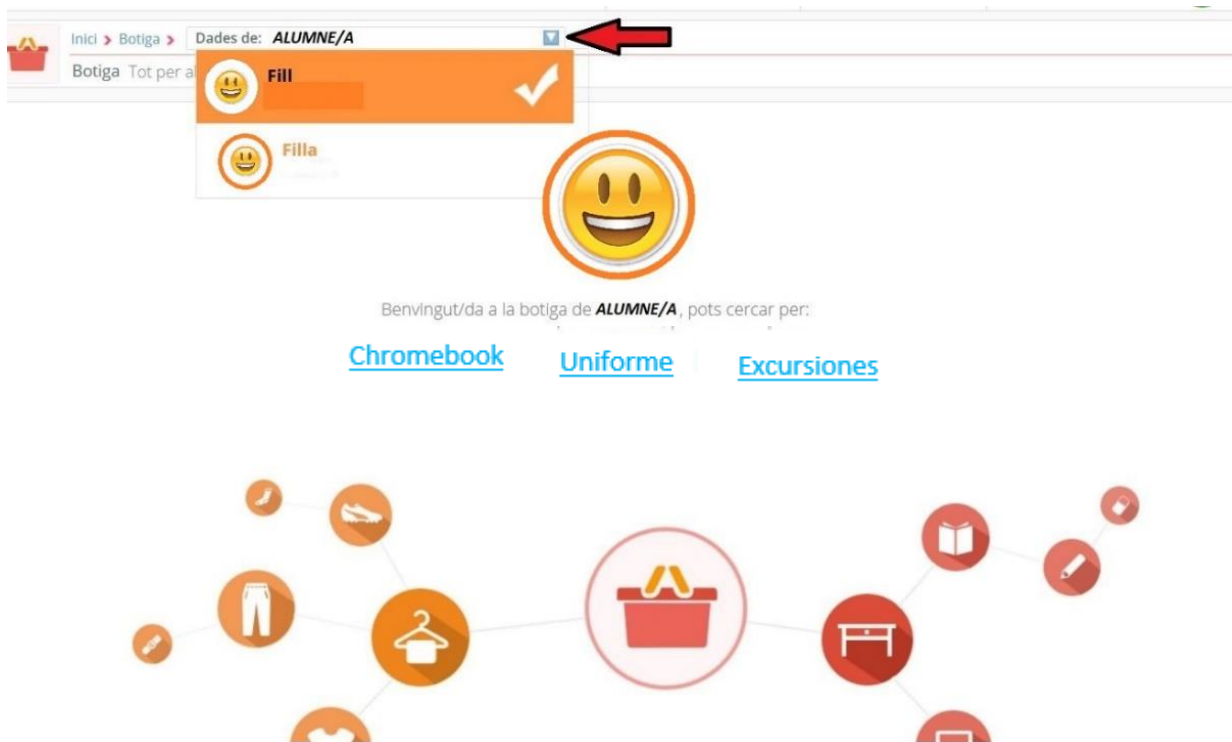 Inici > Botiga > Dades de: ALUMNE/A
Botiga Tot per a
Fill
Filla
Benvingut/da a la botiga de ALUMNE/A, pots cercar per:
Chromebook Uniforme Excursiones